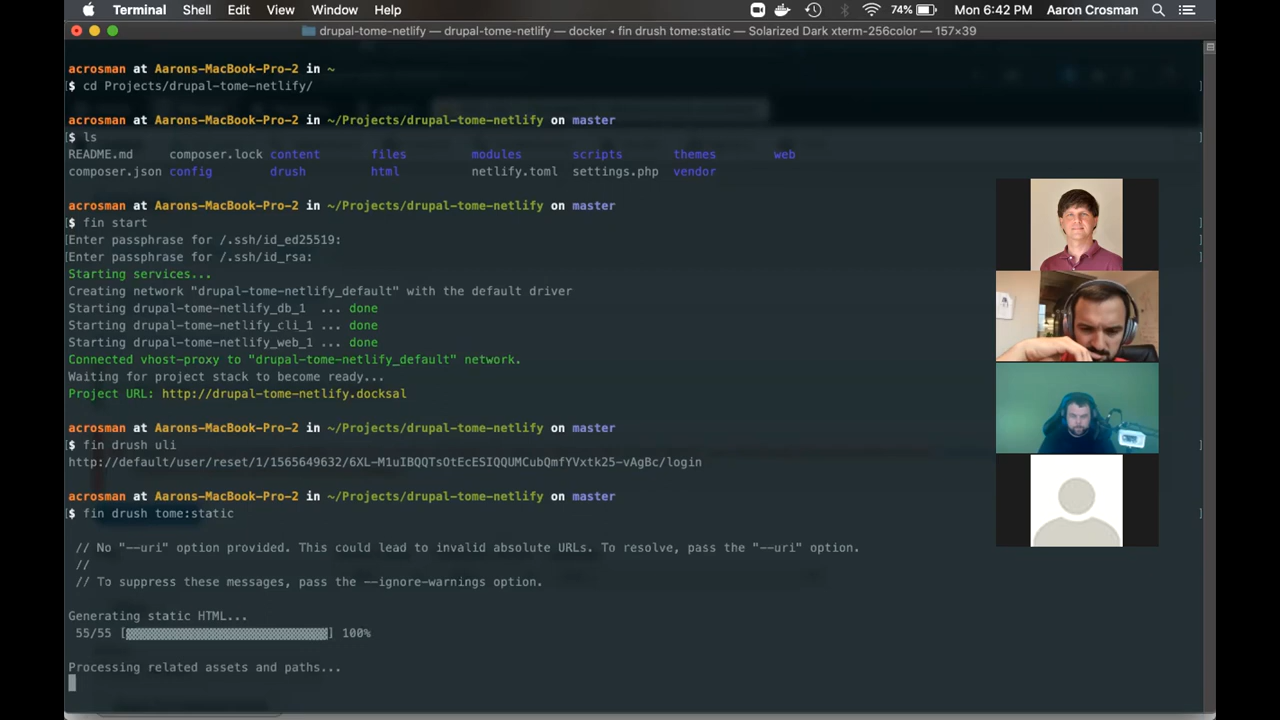 Terminal Shell Edit View Window Help 74% Mon 6:42 PM Aaron Crosman
drupal-tome-netlify — drupal-tome-netlify — docker ‹ fin drush tome:static — Solarized Dark xterm-256color — 157×39
acrosman at Aarons-MacBook-Pro-2 in ~
[$ cd Projects/drupal-tome-netlify/ ]
acrosman at Aarons-MacBook-Pro-2 in ~/Projects/drupal-tome-netlify on master
[$ ls ]
README.md composer.lock content files modules scripts themes web
composer.json config drush html netlify.toml settings.php vendor
acrosman at Aarons-MacBook-Pro-2 in ~/Projects/drupal-tome-netlify on master
[$ fin start ]
[Enter passphrase for /.ssh/id_ed25519: ]
[Enter passphrase for /.ssh/id_rsa: ]
Starting services...
Creating network "drupal-tome-netlify_default" with the default driver
Starting drupal-tome-netlify_db_1 ... done
Starting drupal-tome-netlify_cli_1 ... done
Starting drupal-tome-netlify_web_1 ... done
Connected vhost-proxy to "drupal-tome-netlify_default" network.
Waiting for project stack to become ready...
Project URL: http://drupal-tome-netlify.docksal
acrosman at Aarons-MacBook-Pro-2 in ~/Projects/drupal-tome-netlify on master
[$ fin drush uli ]
http://default/user/reset/1/1565649632/6XL-M1uIBQQTsOtEcESIQQUMCubQmfYVxtk25-vAgBc/login
acrosman at Aarons-MacBook-Pro-2 in ~/Projects/drupal-tome-netlify on master
[$ fin drush tome:static ]
// No "--uri" option provided. This could lead to invalid absolute URLs. To resolve, pass the "--uri" option.
//
// To suppress these messages, pass the --ignore-warnings option.
Generating static HTML...
55/55 [▓▓▓▓▓▓▓▓▓▓▓▓▓▓▓▓▓▓▓▓▓▓▓▓▓▓▓▓] 100%
Processing related assets and paths...